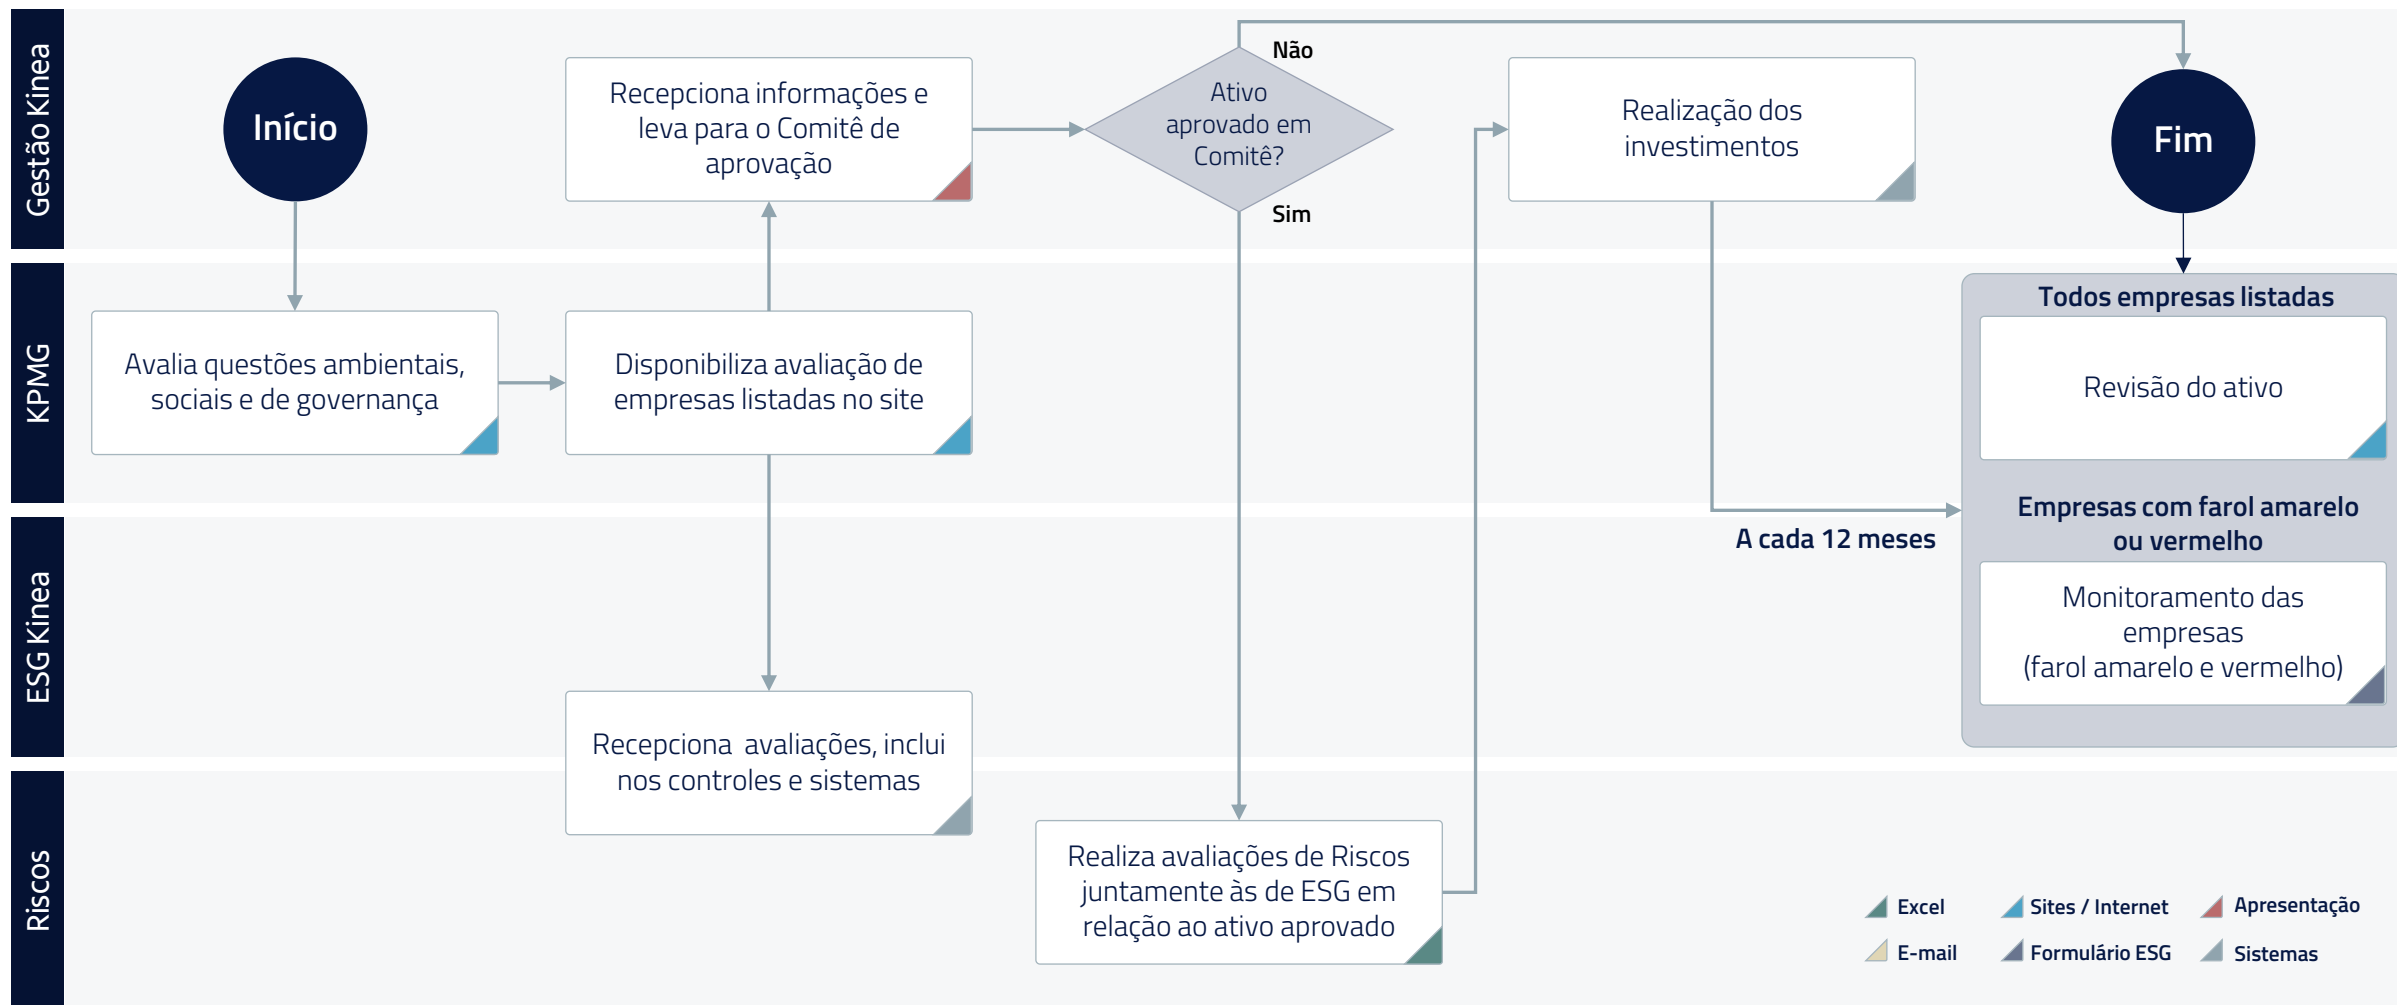 Gestão Kinea
Início
Recepciona informações e
leva para o Comitê de
aprovação
Não
Ativo
aprovado em
Comitê?
Sim
Realização dos
investimentos
Fim
KPMG
Avalia questões ambientais,
sociais e de governança
Disponibiliza avaliação de
empresas listadas no site
Todos empresas listadas
Revisão do ativo
Empresas com farol amarelo
ou vermelho
A cada 12 meses
ESG Kinea
Monitoramento das
empresas
(farol amarelo e vermelho)
Recepciona avaliações, inclui
nos controles e sistemas
Riscos
Realiza avaliações de Riscos
juntamente às de ESG em
relação ao ativo aprovado
Excel
Sites / Internet
Apresentação
E-mail
Formulário ESG
Sistemas